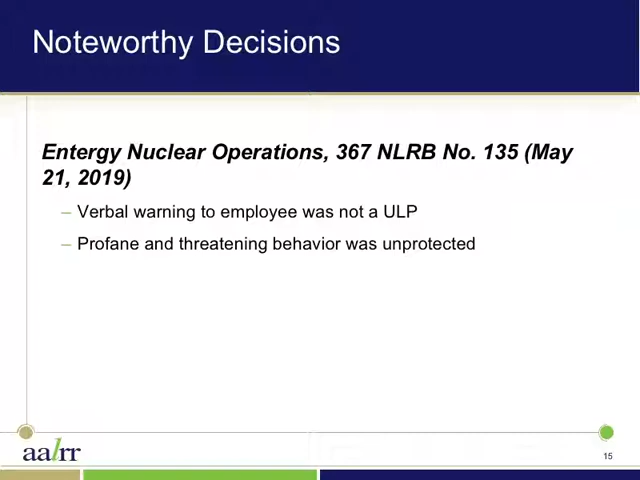 Noteworthy Decisions
Entergy Nuclear Operations, 367 NLRB No. 135 (May
21, 2019)
– Verbal warning to employee was not a ULP
– Profane and threatening behavior was unprotected
aalrr
15